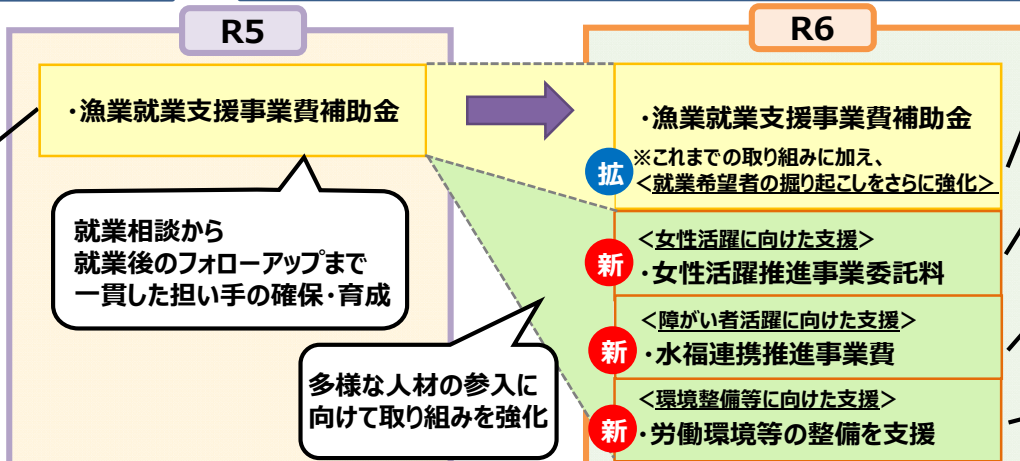 R5
・漁業就業支援事業費補助金
就業相談から
就業後のフォローアップまで
一貫した担い手の確保・育成
多様な人材の参入に
向けて取り組みを強化
R6
・漁業就業支援事業費補助金
拡
※これまでの取り組みに加え、
<就業希望者の掘り起こしをさらに強化>
新
<女性活躍に向けた支援>
・女性活躍推進事業委託料
新
<障がい者活躍に向けた支援>
・水福連携推進事業費
新
<環境整備等に向けた支援>
・労働環境等の整備を支援